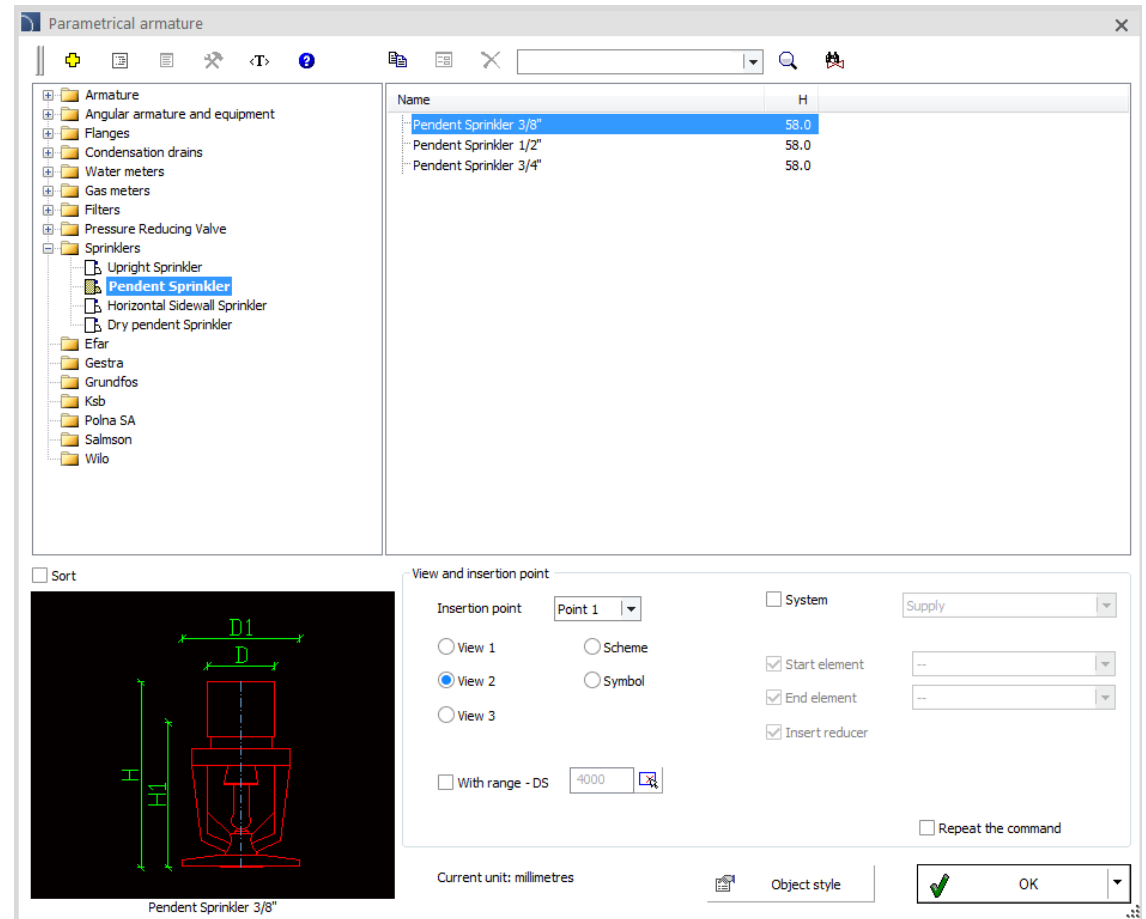 Parametrical armature
<T>
?
Armature
Angular armature and equipment
Flanges
Condensation drains
Water meters
Gas meters
Filters
Pressure Reducing Valve
Sprinklers
Upright Sprinkler
Pendent Sprinkler
Horizontal Sidewall Sprinkler
Dry pendent Sprinkler
Efar
Gestra
Grundfos
Ksb
Polna SA
Salmson
Wilo
Name H
Pendent Sprinkler 3/8" 58.0
Pendent Sprinkler 1/2" 58.0
Pendent Sprinkler 3/4" 58.0
Sort
D1
D
H
H1
Pendent Sprinkler 3/8"
View and insertion point
Insertion point Point 1
View 1 Scheme
View 2 Symbol
View 3
With range - DS 4000
System Supply
Start element --
End element --
Insert reducer
Repeat the command
Current unit: millimetres
Object style
OK